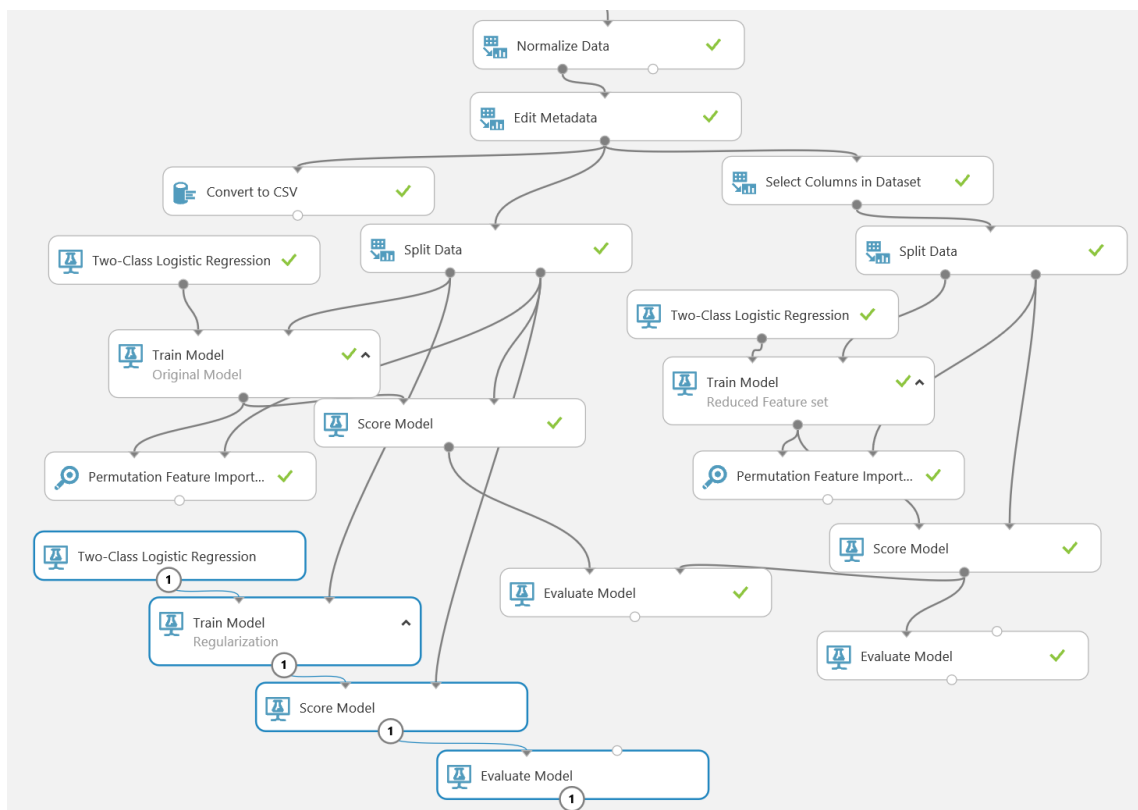 Normalize Data
Edit Metadata
Convert to CSV
Select Columns in Dataset
Two-Class Logistic Regression
Split Data
Split Data
Two-Class Logistic Regression
Train Model
Original Model
Train Model
Reduced Feature set
Score Model
Permutation Feature Import...
Permutation Feature Import...
Two-Class Logistic Regression
1
Score Model
Evaluate Model
Train Model
Regularization
1
Evaluate Model
Score Model
1
Evaluate Model
1